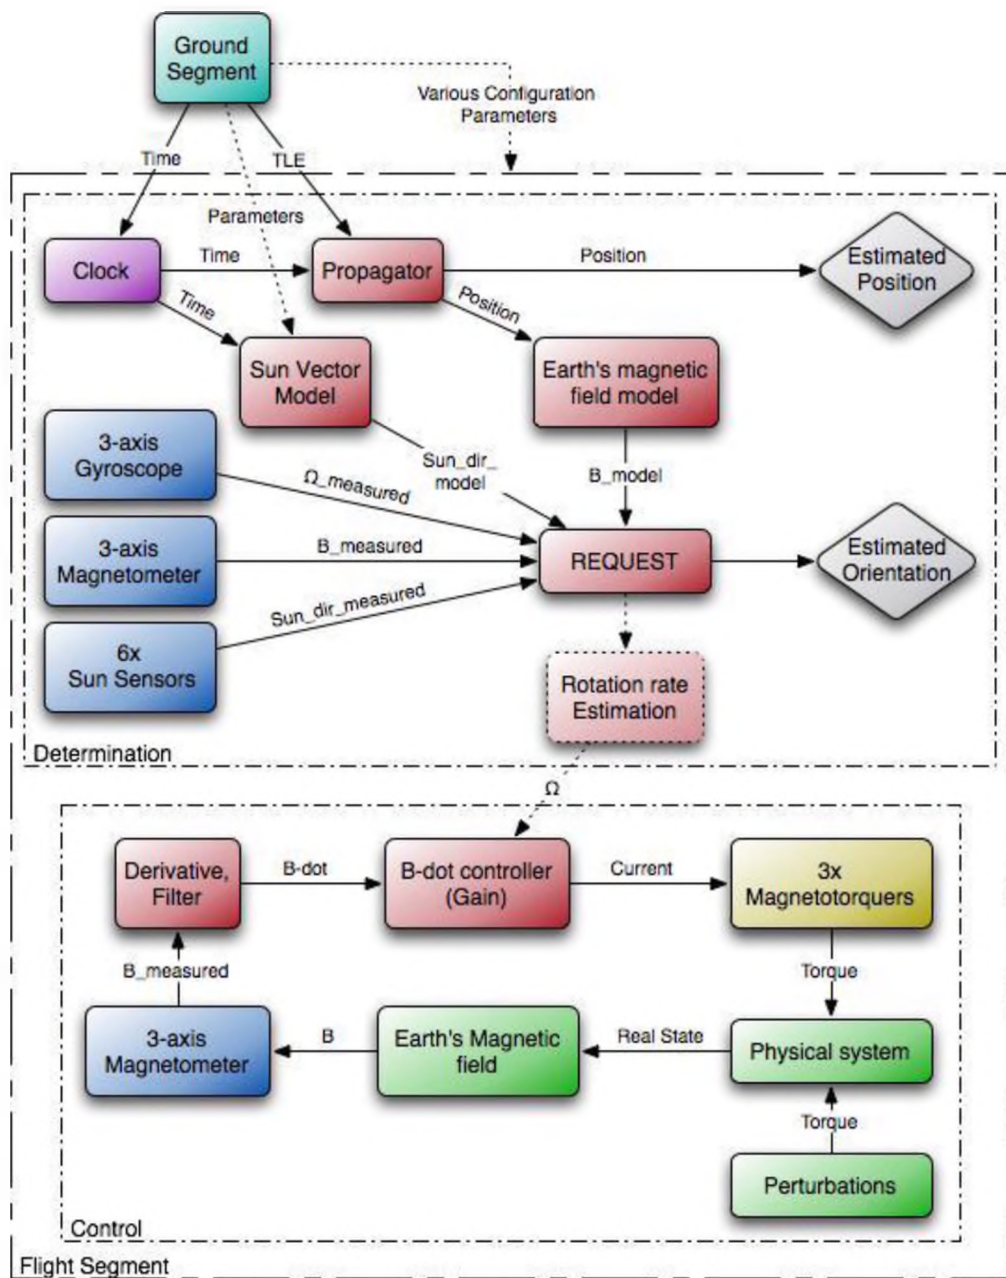 Ground
Segment
Various Configuration
Parameters
Time
TLE
Parameters
Clock
Time
Propagator
Position
Estimated
Position
Time
Position
Sun Vector
Model
Earth's magnetic
field model
3-axis
Gyroscope
Sun_dir_
model
B_model
Ω_measured
3-axis
Magnetometer
B_measured
REQUEST
Estimated
Orientation
Sun_dir_measured
6x
Sun Sensors
Rotation rate
Estimation
Determination
Ω
Derivative,
Filter
B-dot
B-dot controller
(Gain)
Current
3x
Magnetotorquers
B_measured
Torque
3-axis
Magnetometer
B
Earth's Magnetic
field
Real State
Physical system
Torque
Perturbations
Control
Flight Segment